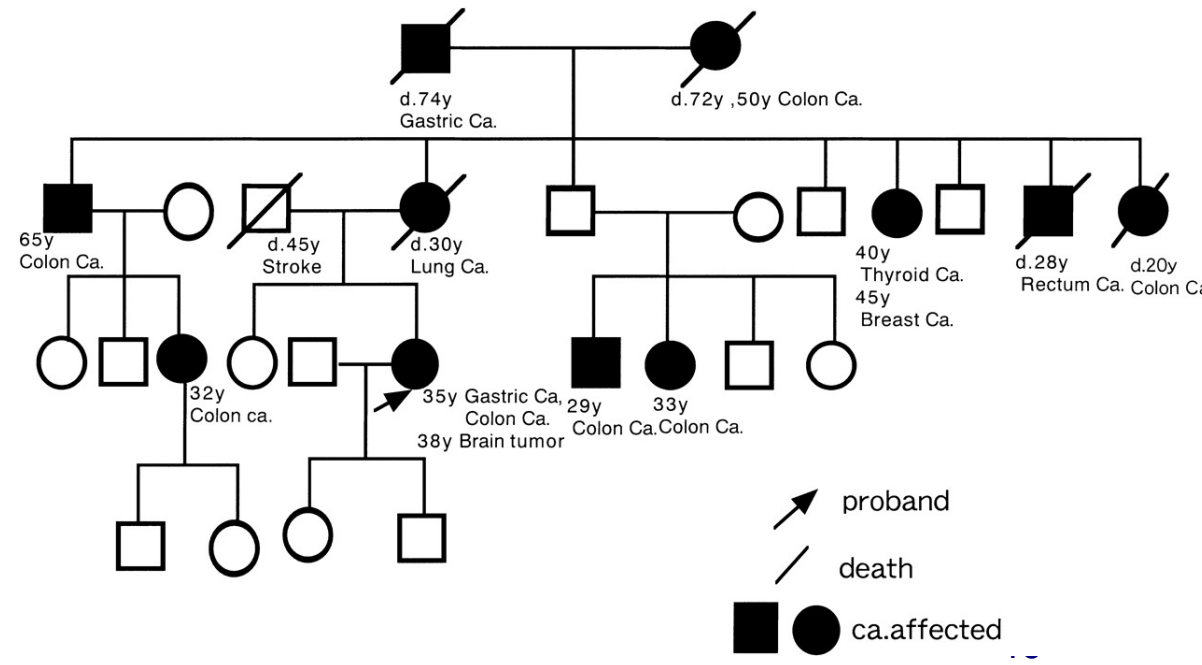 d.74y
Gastric Ca.
d.72y ,50y Colon Ca.
65y
Colon Ca.
d.45y
Stroke
d.30y
Lung Ca.
40y
Thyroid Ca.
45y
Breast Ca.
d.28y
Rectum Ca.
d.20y
Colon
32y
Colon ca.
35y Gastric Ca,
Colon Ca.
38y Brain tumor
29y
Colon Ca.
33y
Colon Ca.
proband
death
ca.affected